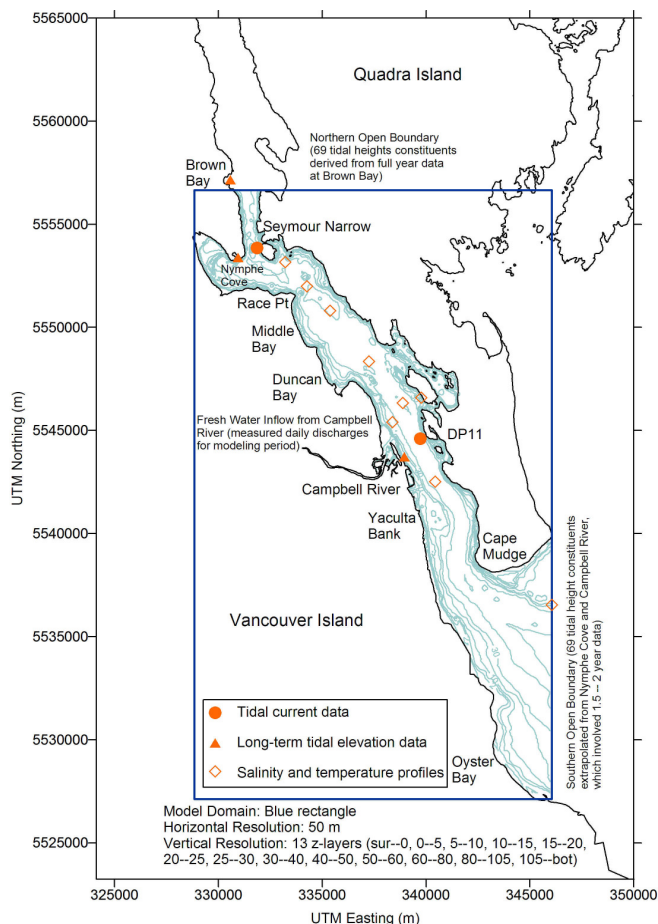 5565000
Quadra Island
5560000
Northern Open Boundary
(69 tidal heights constituents
derived from full year data
at Brown Bay)
Brown
Bay
5555000
Seymour Narrow
Nymphe
Cove
Race Pt
5550000
Middle
Bay
Duncan
Bay
Fresh Water Inflow from Campbell
River (measured daily discharges
for modeling period)
5545000
DP11
Campbell River
Yaculta
Bank
UTM Northing (m)
5540000
Cape
Mudge
Southern Open Boundary (69 tidal height constituents
extrapolated from Nymphe Cove and Campbell River,
which involved 1.5 -- 2 year data)
5535000
Vancouver Island
30
Tidal current data
Long-term tidal elevation data
Salinity and temperature profiles
5530000
Oyster
Bay
Model Domain: Blue rectangle
Horizontal Resolution: 50 m
Vertical Resolution: 13 z-layers (sur--0, 0--5, 5--10, 10--15, 15--20,
20--25, 25--30, 30--40, 40--50, 50--60, 60--80, 80--105, 105--bot)
5525000
325000 330000 335000 340000 345000 350000
UTM Easting (m)